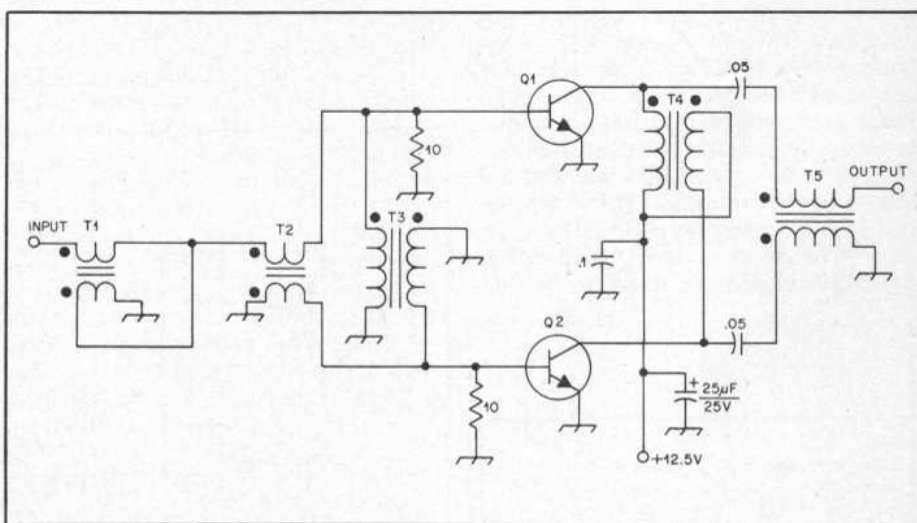 Q1
.05
T4
10
OUTPUT
T5
T3
INPUT
T1
T2
.1
Q2
.05
10
+
25µF
25V
+12.5V